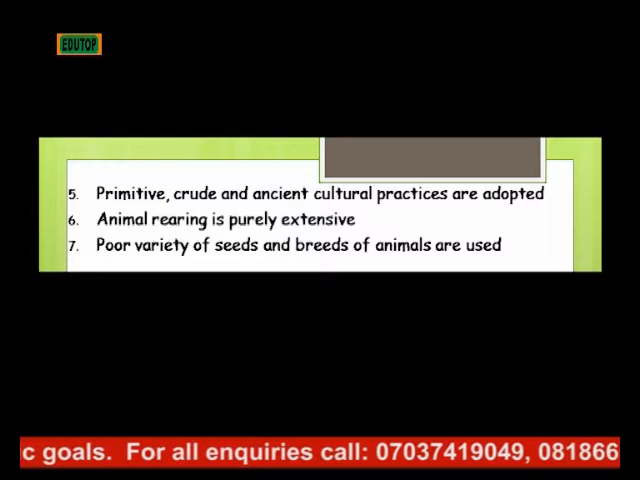 EDUTOP
5. Primitive, crude and ancient cultural practices are adopted
6. Animal rearing is purely extensive
7. Poor variety of seeds and breeds of animals are used
c goals. For all enquiries call: 07037419049, 081866